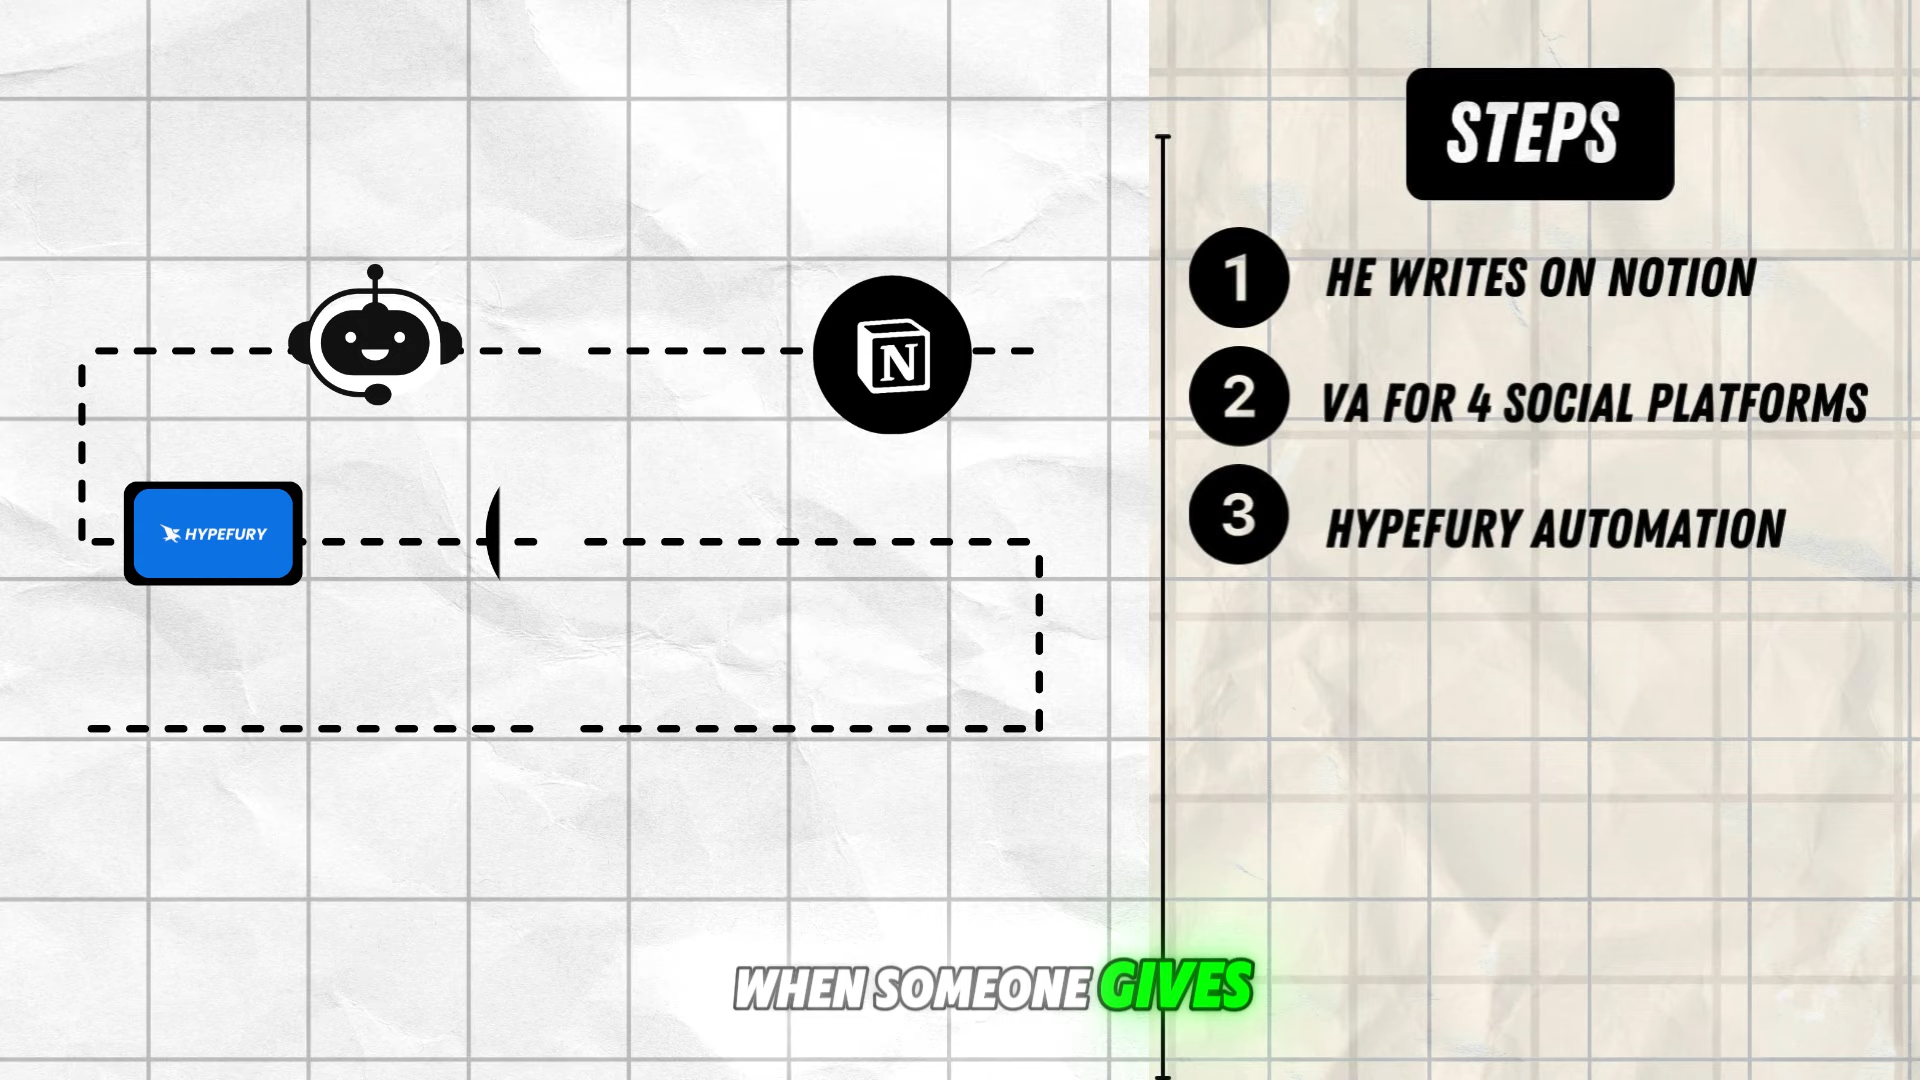 STEPS
1 HE WRITES ON NOTION
2 VA FOR 4 SOCIAL PLATFORMS
3 HYPEFURY AUTOMATION
N
HYPEFURY
WHEN SOMEONE GIVES